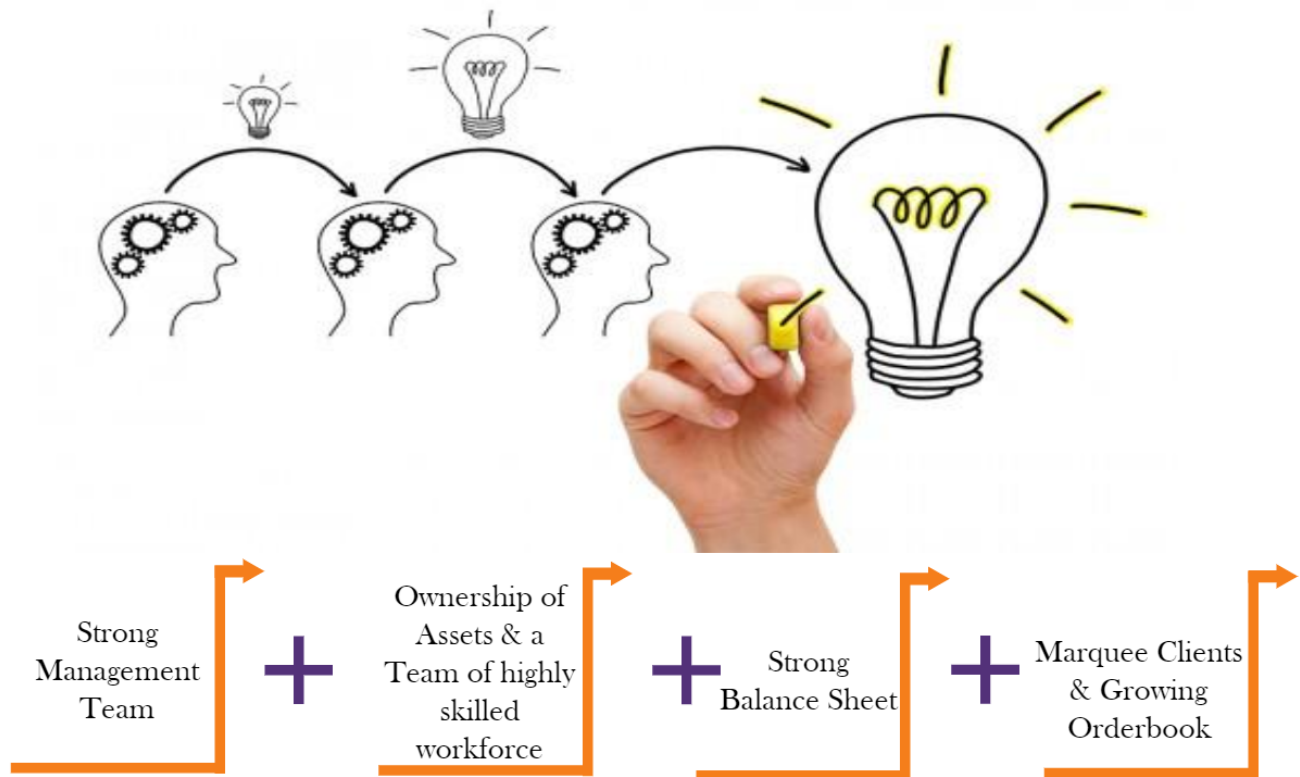 Strong
Management
Team
Ownership of
Assets & a
Team of highly
skilled
workforce
Strong
Balance Sheet
Marquee Clients
& Growing
Orderbook